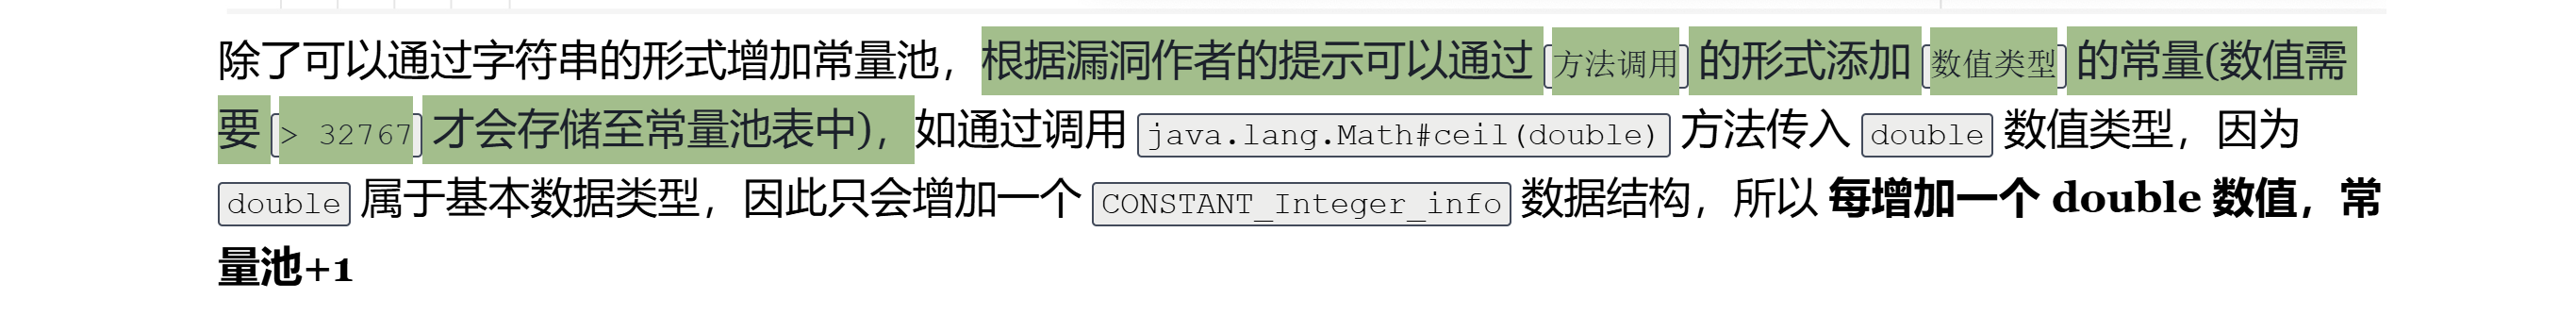 除了可以通过字符串的形式增加常量池，根据漏洞作者的提示可以通过 方法调用 的形式添加 数值类型 的常量(数值需
要 > 32767 才会存储至常量池表中)，如通过调用 java.lang.Math#ceil(double) 方法传入 double 数值类型，因为
double 属于基本数据类型，因此只会增加一个 CONSTANT_Integer_info 数据结构，所以 每增加一个 double 数值，常
量池+1